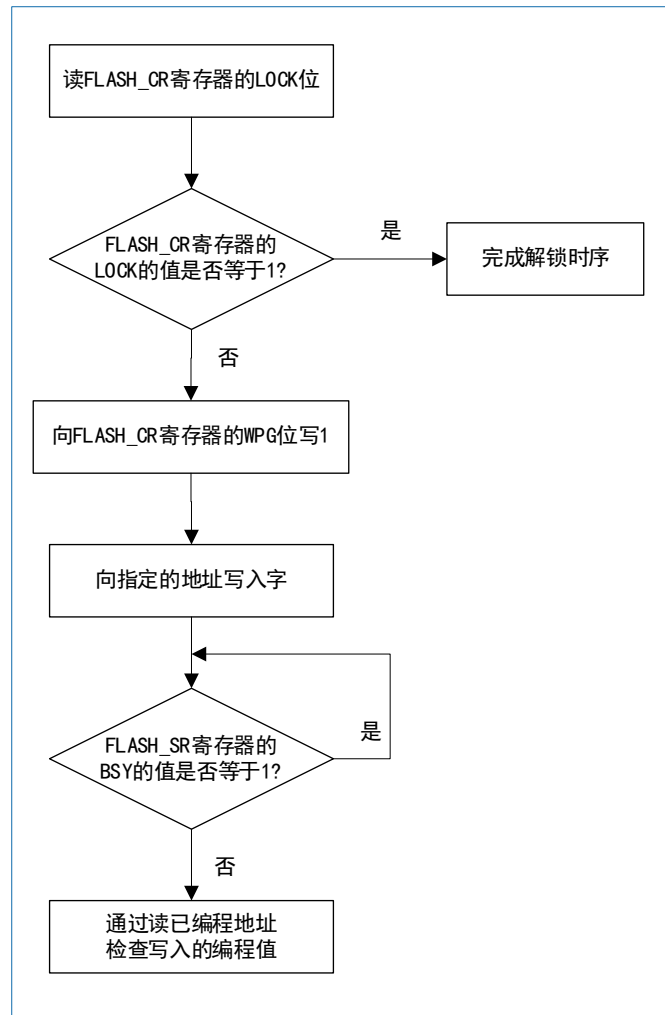 读FLASH_CR寄存器的LOCK位
FLASH_CR寄存器的
LOCK的值是否等于1?
是
完成解锁时序
否
向FLASH_CR寄存器的WPG位写1
向指定的地址写入字
FLASH_SR寄存器的
BSY的值是否等于1?
是
否
通过读已编程地址
检查写入的编程值